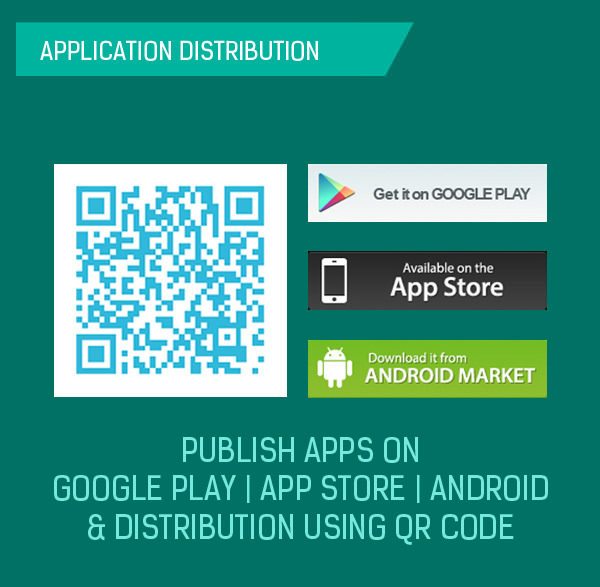 APPLICATION DISTRIBUTION
Get it on GOOGLE PLAY
Available on the
App Store
Download it from
ANDROID MARKET
PUBLISH APPS ON
GOOGLE PLAY | APP STORE | ANDROID
& DISTRIBUTION USING QR CODE